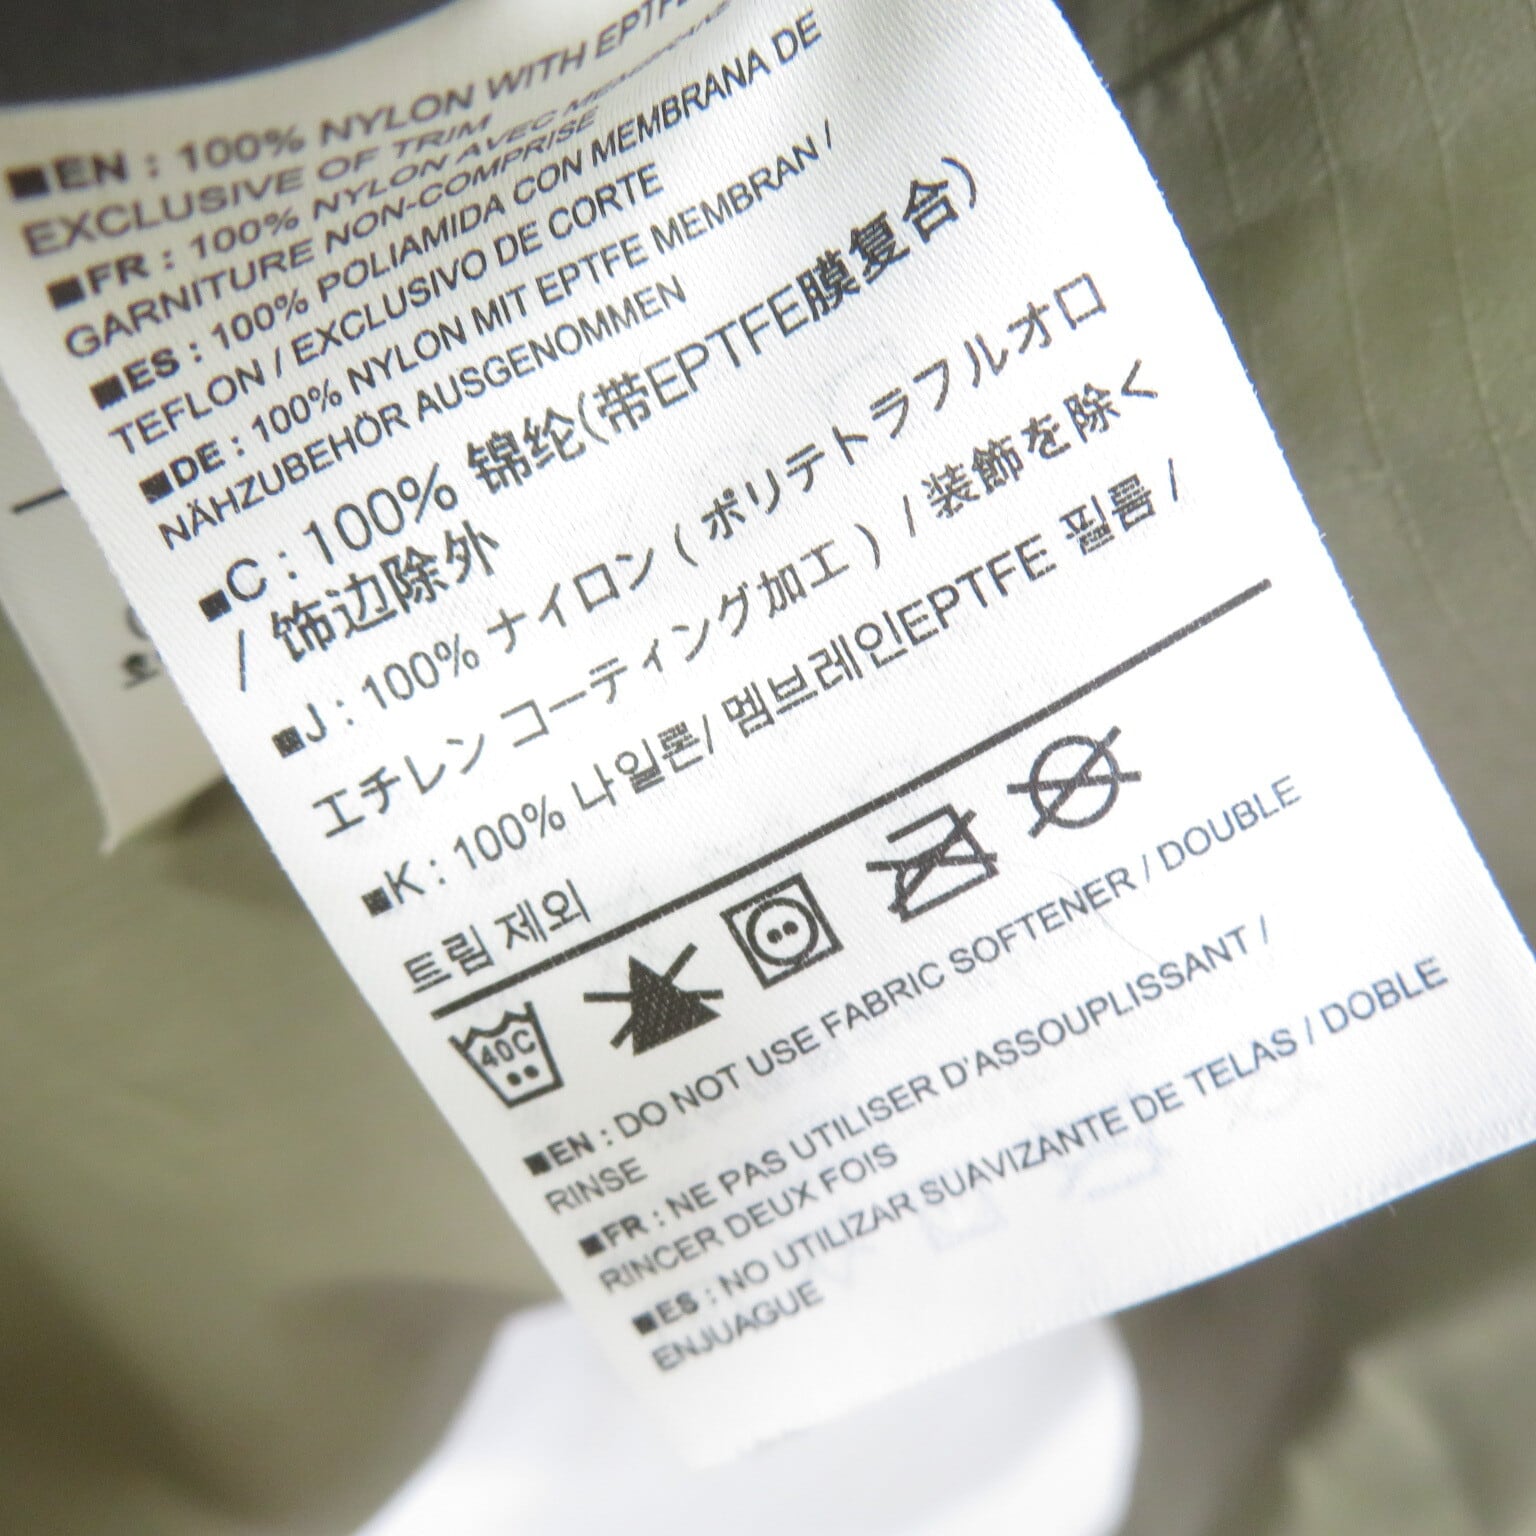 ■EN : 100% NYLON WITH EPTFE
EXCLUSIVE OF TRIM
■FR : 100% NYLON AVEC MEMBRANE
GARNITURE NON-COMPRISE
■ES : 100% POLIAMIDA CON MEMBRANA DE
TEFLON / EXCLUSIVO DE CORTE
■DE : 100% NYLON MIT EPTFE MEMBRAN /
NÄHZUBEHÖR AUSGENOMMEN
■C : 100% 锦纶(带EPTFE膜复合)
/ 饰边除外
■J : 100% ナイロン ( ポリテトラフルオロ
エチレン コーティング加工 ) / 装飾を除く
■K : 100% 나일론/ 멤브레인EPTFE 필름 /
트림 제외
40C
■EN : DO NOT USE FABRIC SOFTENER / DOUBLE
RINSE
■FR : NE PAS UTILISER D'ASSOUPLISSANT /
RINCER DEUX FOIS
■ES : NO UTILIZAR SUAVIZANTE DE TELAS / DOBLE
ENJUAGUE